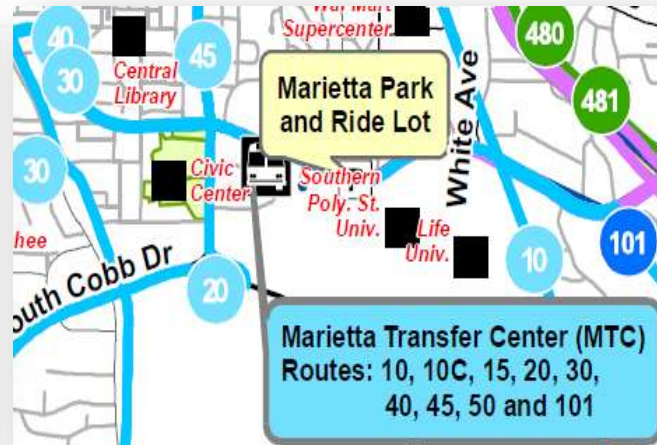 Supercenter
480
40
45
30
Central
Library
481
Marietta Park
and Ride Lot
White Ave
30
Civic
Center
Southern
Poly. St.
Univ.
Life
Univ.
hee
101
10
20
outh Cobb Dr
Marietta Transfer Center (MTC)
Routes: 10, 10C, 15, 20, 30,
40, 45, 50 and 101